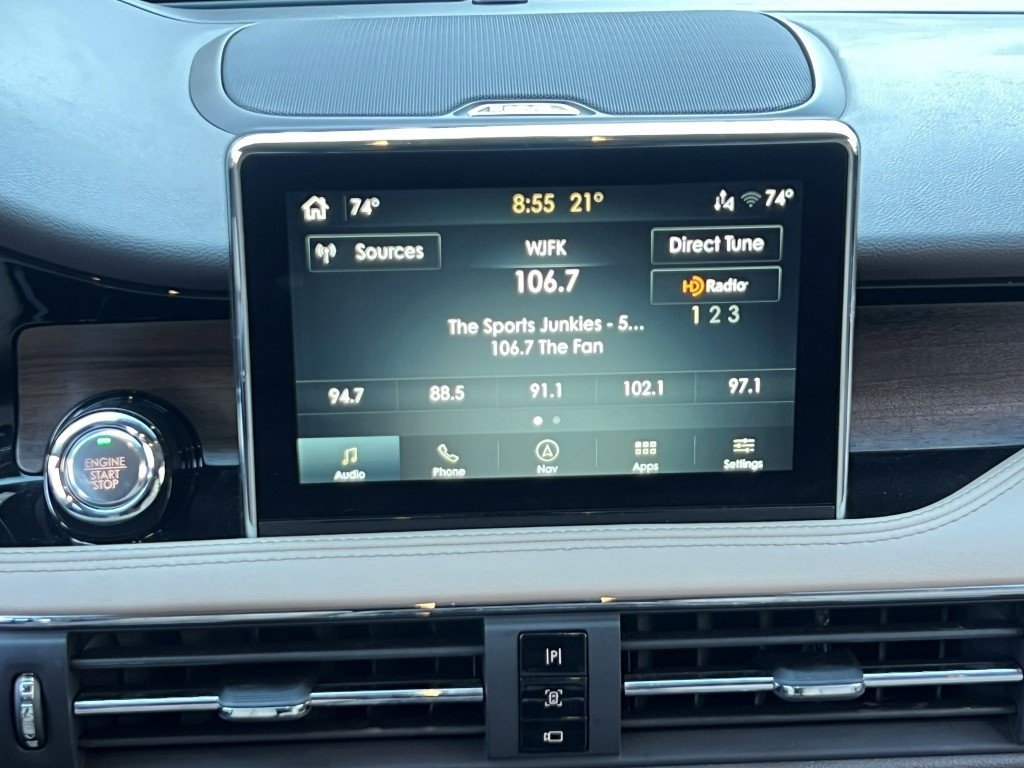 74° 8:55 21° 74°
Sources WJFK Direct Tune
106.7 HD Radio
1 2 3
The Sports Junkies - 5...
106.7 The Fan
94.7 88.5 91.1 102.1 97.1
Audio Phone Nav Apps Settings
ENGINE
START
STOP
P